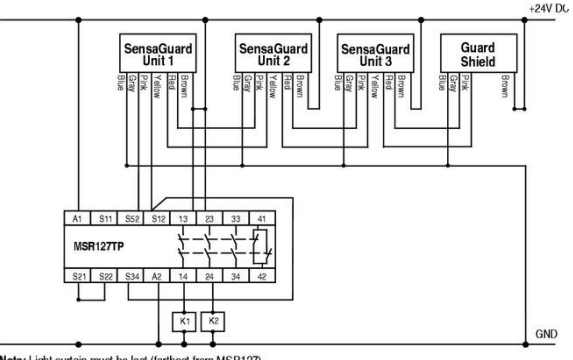 +24V DC
SensaGuard
Unit 1
SensaGuard
Unit 2
SensaGuard
Unit 3
Guard
Shield
Blue
Gray
Pink
Yellow
Red
Brown
Blue
Gray
Pink
Yellow
Red
Brown
Blue
Gray
Pink
Yellow
Red
Brown
Blue
Gray
Pink
Brown
A1 S11 S52 S12 13 23 33 41
MSR127TP
S21 S22 S34 A2 14 24 34 42
K1 K2
GND
Note: Light curtain must be last (farthest from MSR127)